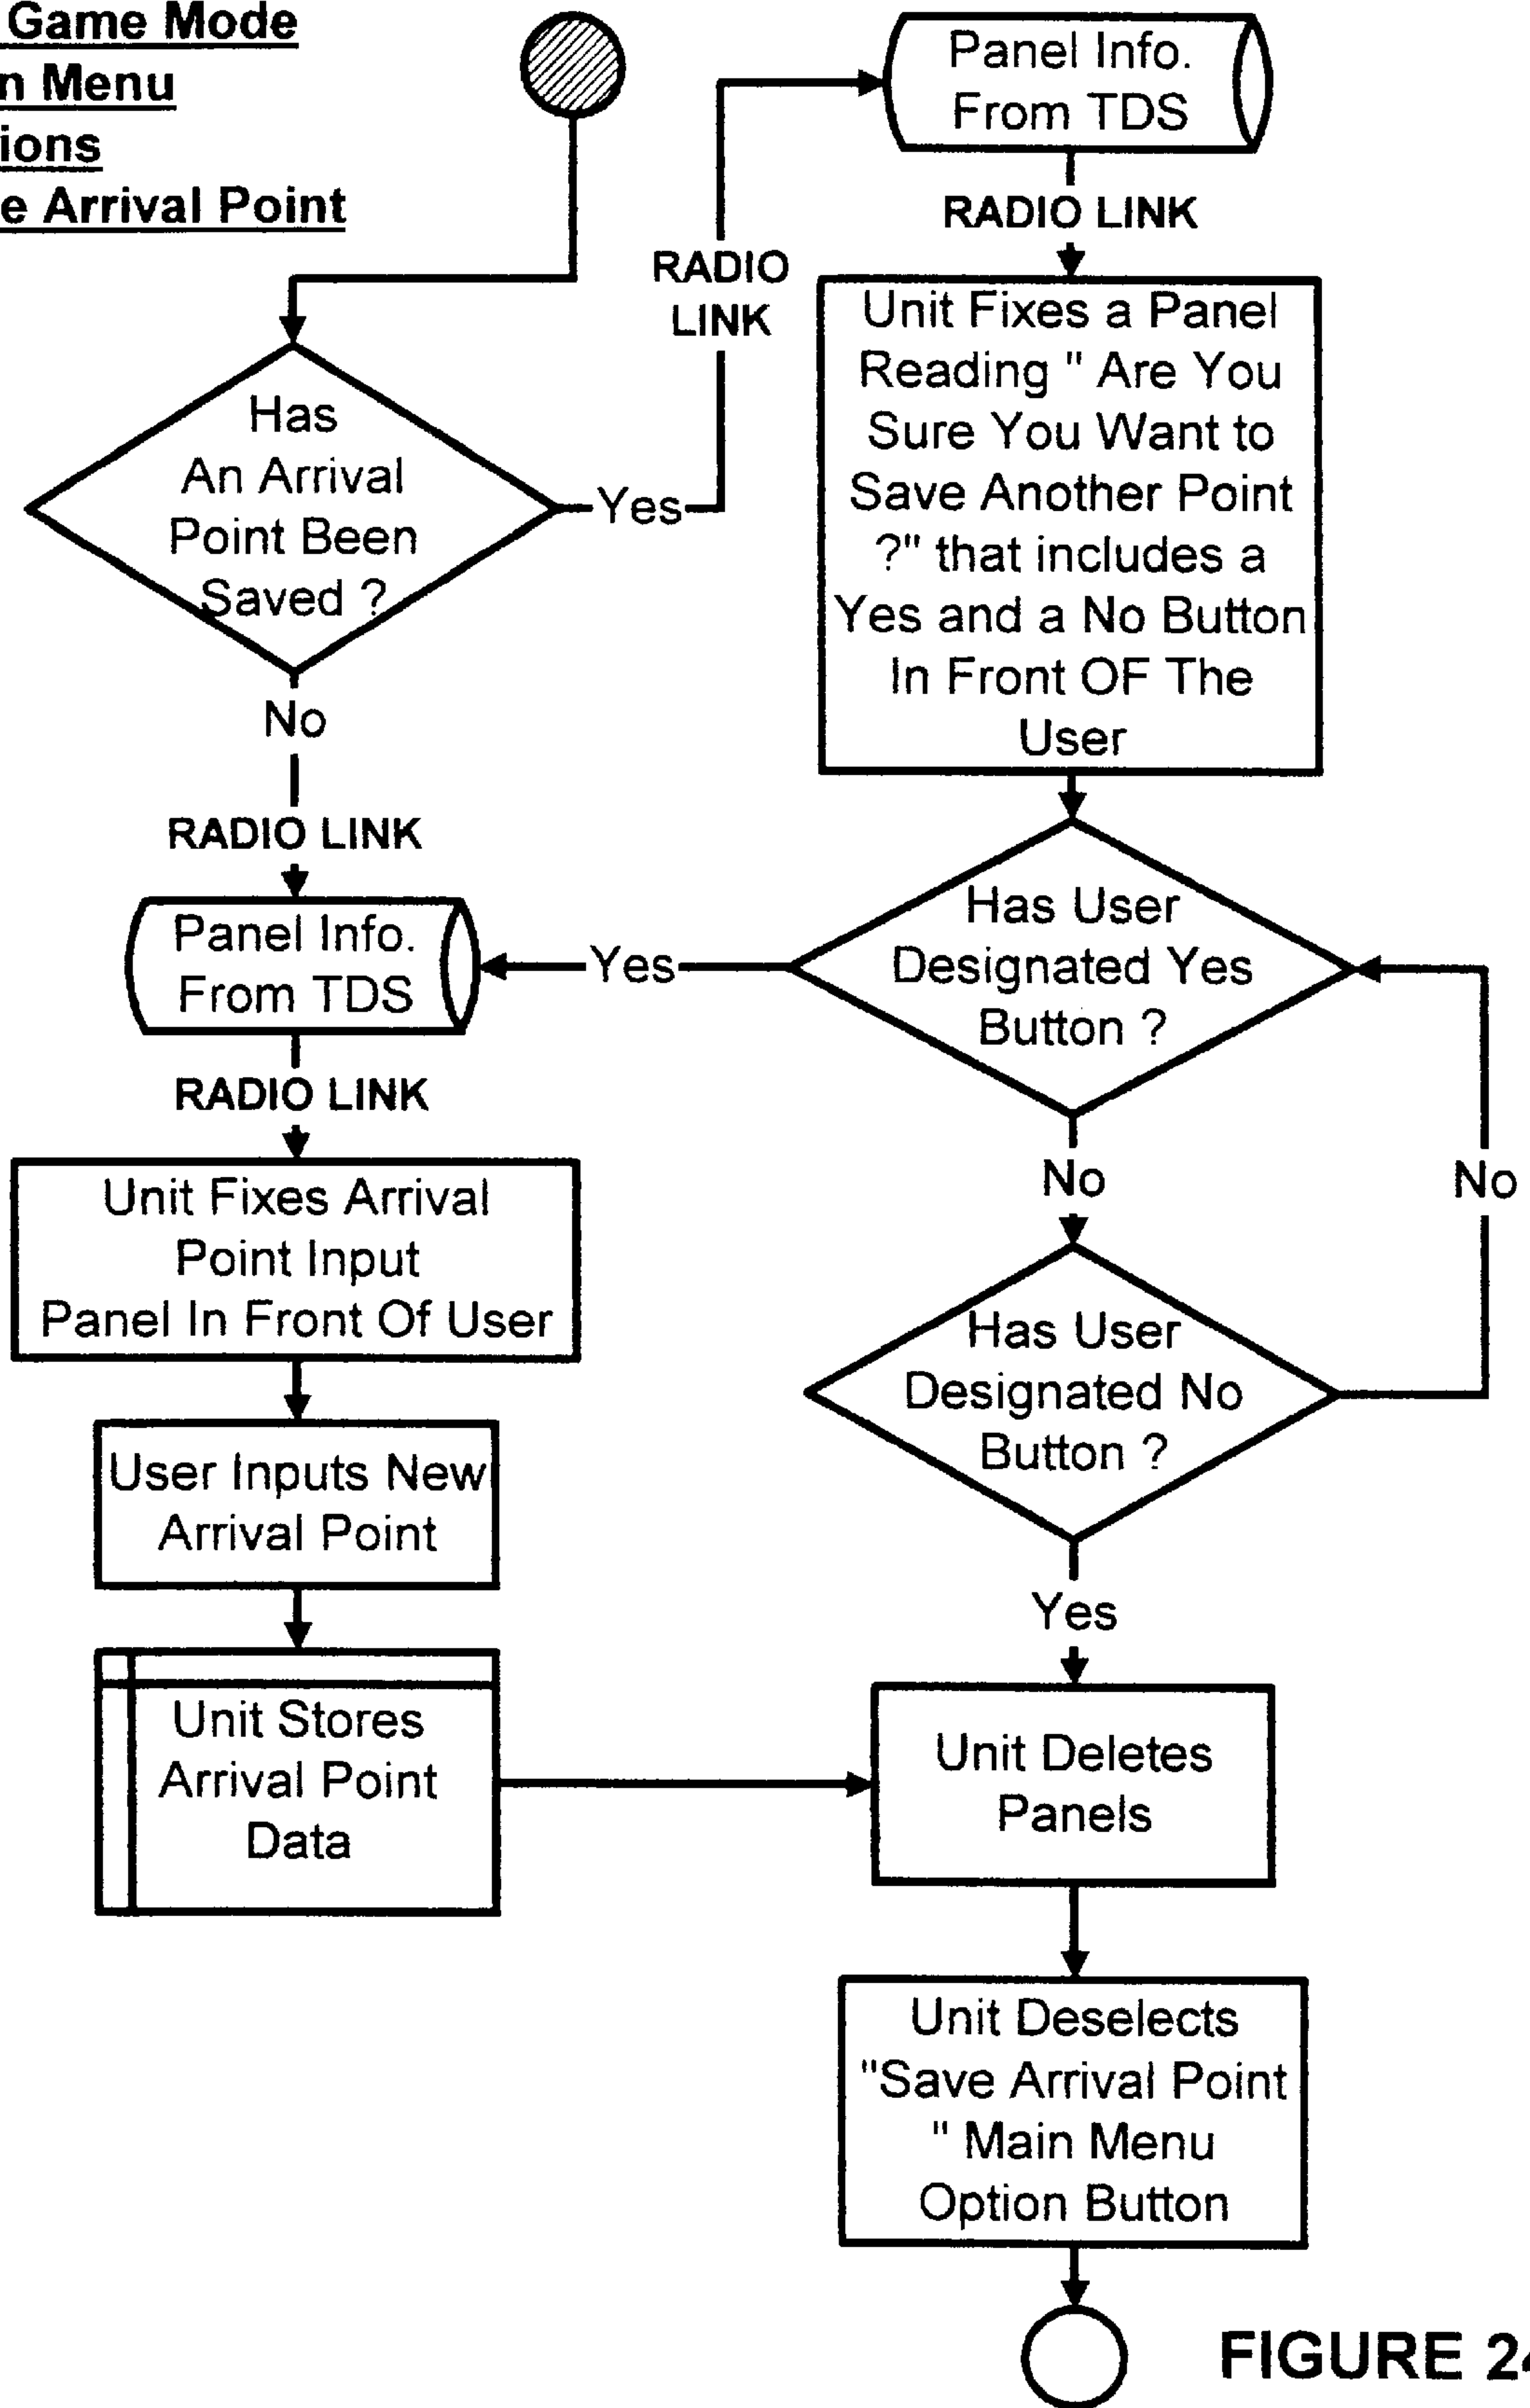 Game Mode
n Menu
ions
e Arrival Point
Panel Info.
From TDS
RADIO LINK
RADIO
LINK
Unit Fixes a Panel
Reading " Are You
Sure You Want to
Save Another Point
?" that includes a
Yes and a No Button
In Front OF The
User
Has
An Arrival
Point Been
Saved ?
Yes
No
RADIO LINK
Panel Info.
From TDS
Yes
Has User
Designated Yes
Button ?
RADIO LINK
No
No
Unit Fixes Arrival
Point Input
Panel In Front Of User
Has User
Designated No
Button ?
User Inputs New
Arrival Point
Yes
Unit Stores
Arrival Point
Data
Unit Deletes
Panels
Unit Deselects
"Save Arrival Point
" Main Menu
Option Button
FIGURE 24